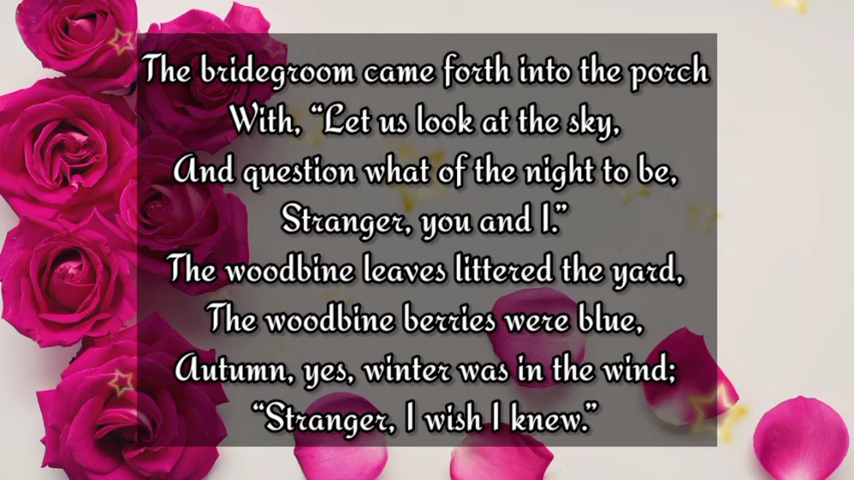 The bridegroom came forth into the porch
With, “Let us look at the sky,
And question what of the night to be,
Stranger, you and I.”
The woodbine leaves littered the yard,
The woodbine berries were blue,
Autumn, yes, winter was in the wind;
“Stranger, I wish I knew.”